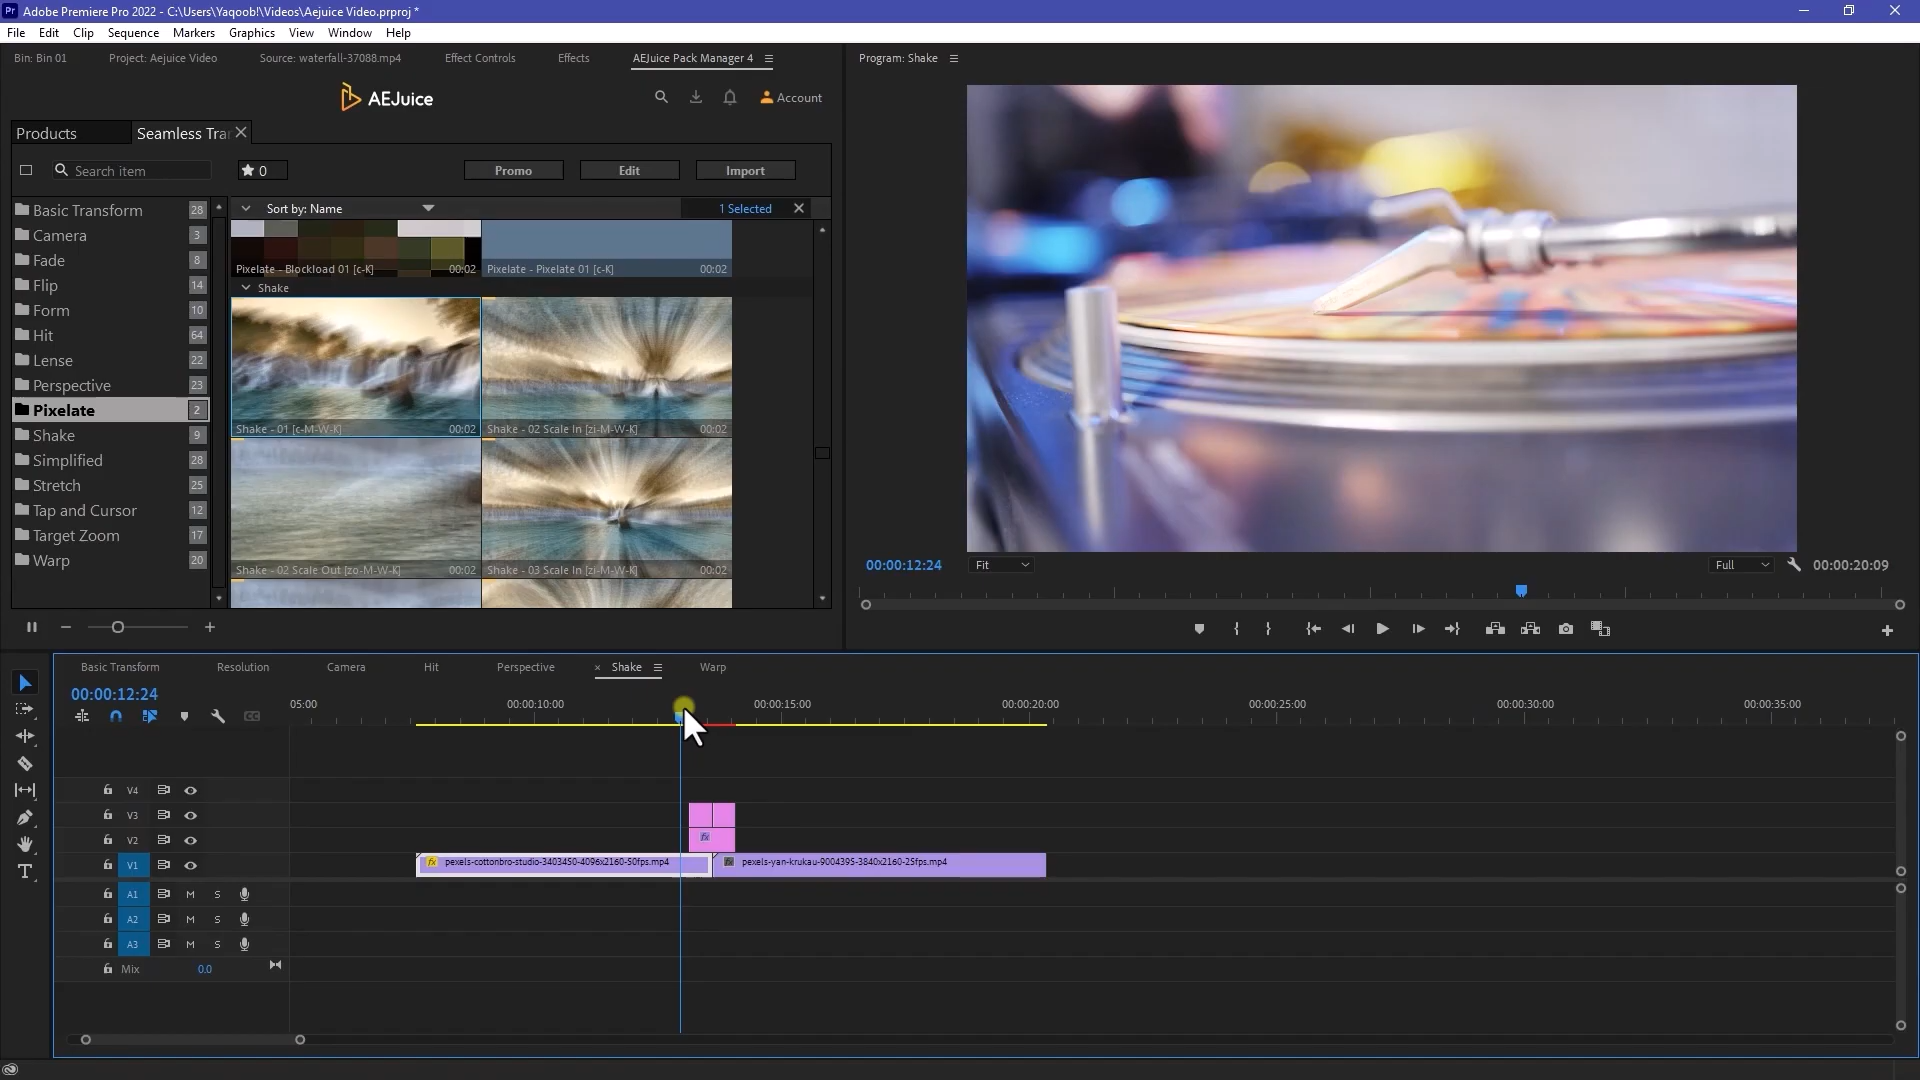 Pr Adobe Premiere Pro 2022 - C:\Users\Yaqoob!\Videos\Aejuice Video.prproj *
File Edit Clip Sequence Markers Graphics View Window Help
Bin: Bin 01 Project: Aejuice Video Source: waterfall-37088.mp4 Effect Controls Effects AEJuice Pack Manager 4
Program: Shake
AEJuice
Account
Products Seamless Tra
Search item 0 Promo Edit Import
Sort by: Name 1 Selected
Basic Transform 28
Camera 3
Fade 8
Flip 14
Form 10
Hit 64
Lense 22
Perspective 23
Pixelate 2
Shake 9
Simplified 28
Stretch 25
Tap and Cursor 12
Target Zoom 17
Warp 20
Pixelate - Blockload 01 [c-K] 00:02 Pixelate - Pixelate 01 [c-K] 00:02
Shake
Shake - 01 [c-M-W-K] 00:02 Shake - 02 Scale In [zi-M-W-K] 00:02
Shake - 02 Scale Out [zo-M-W-K] 00:02 Shake - 03 Scale In [zi-M-W-K] 00:02
00:00:12:24 Fit Full 00:00:20:09
Basic Transform Resolution Camera Hit Perspective × Shake Warp
00:00:12:24
05:00 00:00:10:00 00:00:15:00 00:00:20:00 00:00:25:00 00:00:30:00 00:00:35:00
V4
V3
V2 fx
V1 fx pexels-cottonbro-studio-3403450-4096x2160-50fps.mp4 fx pexels-yan-krukau-9004395-3840x2160-25fps.mp4
A1 M S
A2 M S
A3 M S
Mix 0.0
T